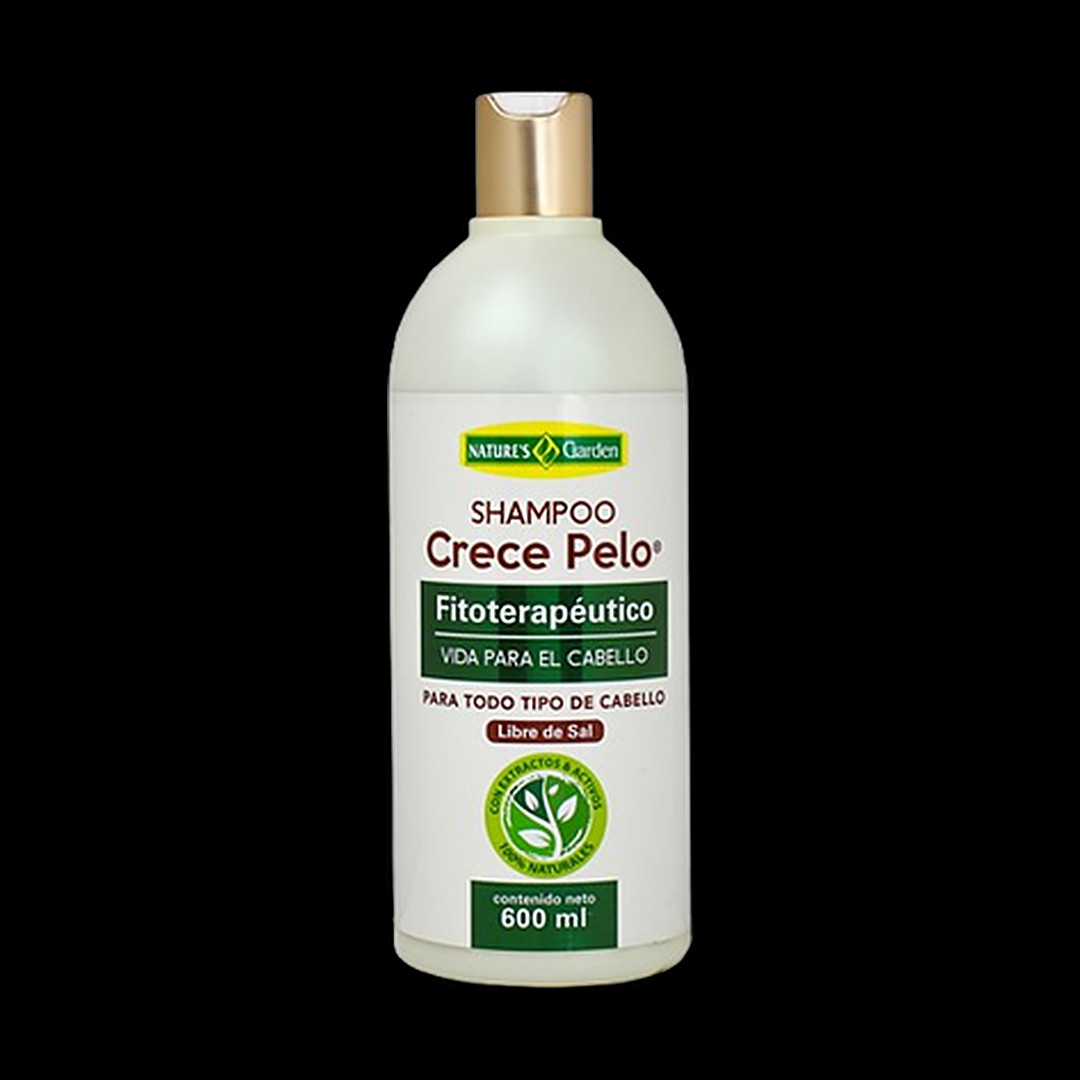 NATURE'S Garden
SHAMPOO
Crece Pelo®
Fitoterapéutico
VIDA PARA EL CABELLO
PARA TODO TIPO DE CABELLO
Libre de Sal
CON EXTRACTOS & ACTIVOS
100% NATURALES
contenido neto
600 ml